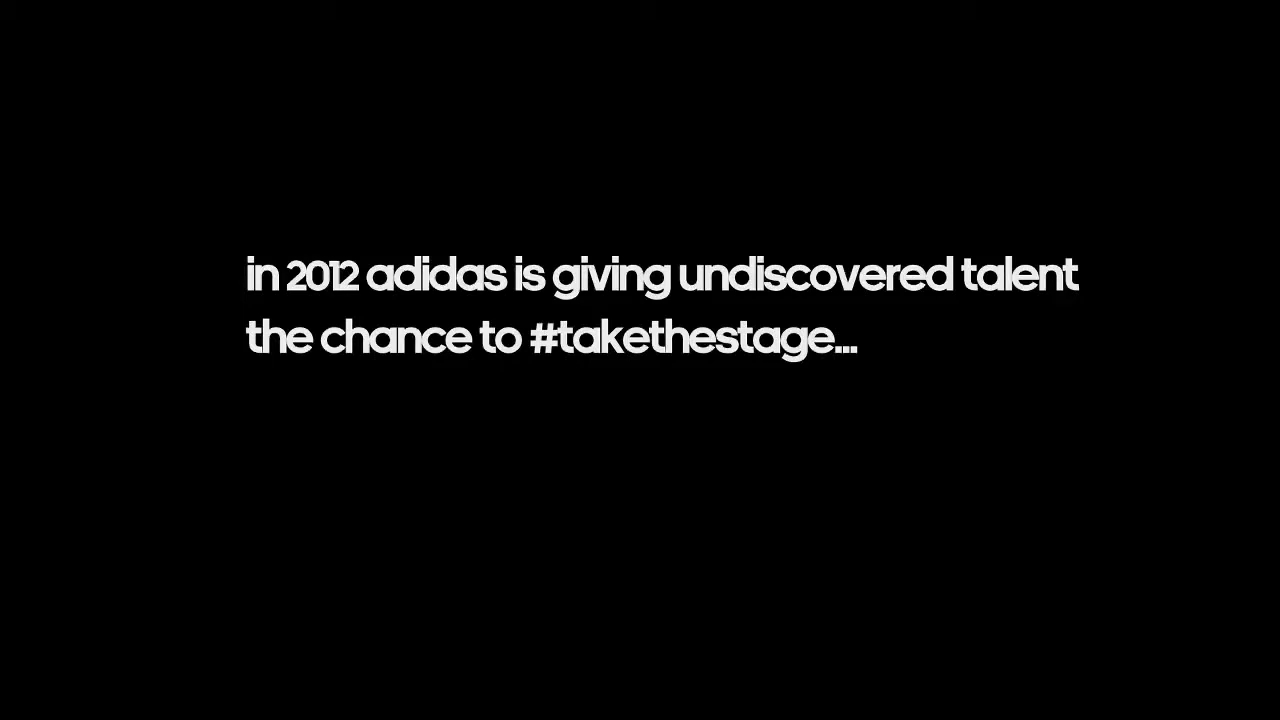 in 2012 adidas is giving undiscovered talent
the chance to #takethestage...